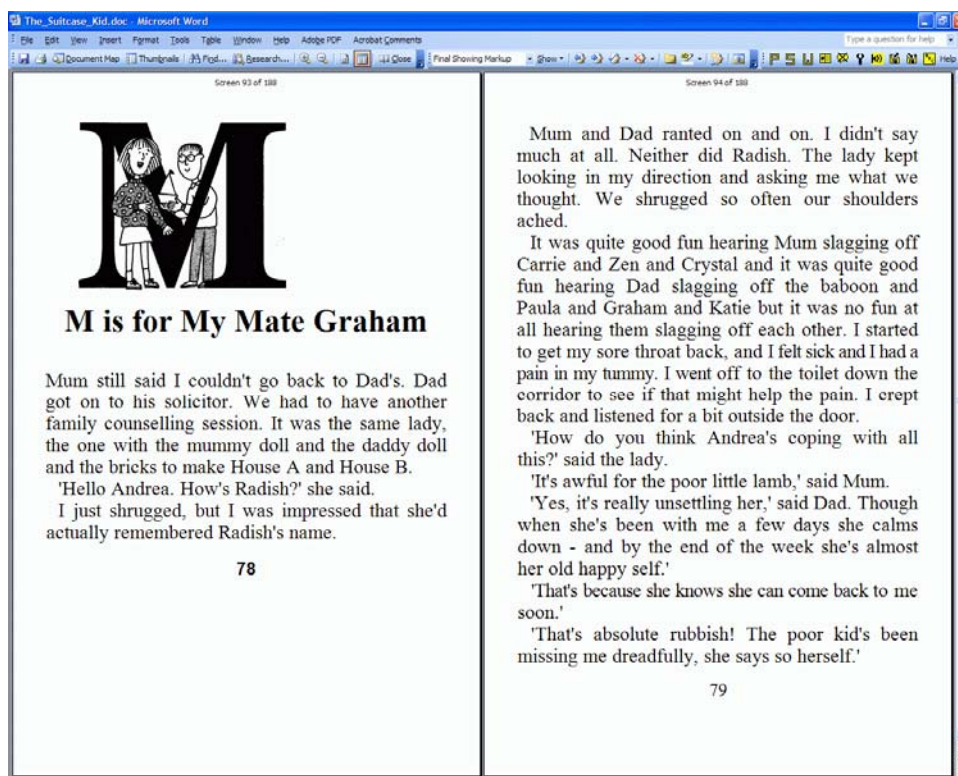 The_Suitcase_Kid.doc - Microsoft Word
File Edit View Insert Format Tools Table Window Help Adobe PDF Acrobat Comments
Type a question for help
Document Map Thumbnails Find... Research... Close Final Showing Markup Show Help
Screen 93 of 188
M
M is for My Mate Graham
Mum still said I couldn't go back to Dad's. Dad
got on to his solicitor. We had to have another
family counselling session. It was the same lady,
the one with the mummy doll and the daddy doll
and the bricks to make House A and House B.
'Hello Andrea. How's Radish?' she said.
I just shrugged, but I was impressed that she'd
actually remembered Radish's name.
78
Screen 94 of 188
Mum and Dad ranted on and on. I didn't say
much at all. Neither did Radish. The lady kept
looking in my direction and asking me what we
thought. We shrugged so often our shoulders
ached.
It was quite good fun hearing Mum slagging off
Carrie and Zen and Crystal and it was quite good
fun hearing Dad slagging off the baboon and
Paula and Graham and Katie but it was no fun at
all hearing them slagging off each other. I started
to get my sore throat back, and I felt sick and I had a
pain in my tummy. I went off to the toilet down the
corridor to see if that might help the pain. I crept
back and listened for a bit outside the door.
'How do you think Andrea's coping with all
this?' said the lady.
'It's awful for the poor little lamb,' said Mum.
'Yes, it's really unsettling her,' said Dad. Though
when she's been with me a few days she calms
down - and by the end of the week she's almost
her old happy self.'
'That's because she knows she can come back to me
soon.'
'That's absolute rubbish! The poor kid's been
missing me dreadfully, she says so herself.'
79